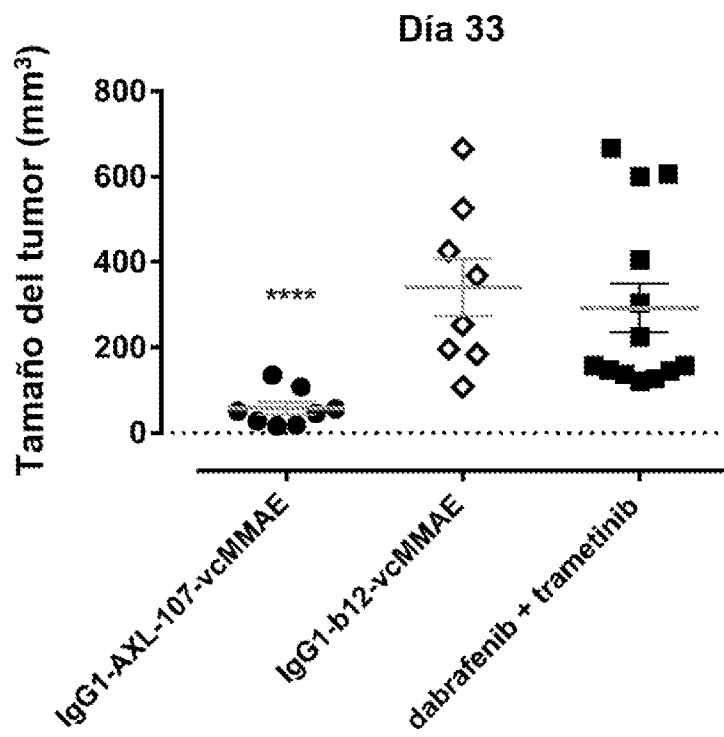 Día 33
Tamaño del tumor (mm³)
800
600
400
200
0
****
IgG1-AXL-107-vcMMAE
IgG1-b12-vcMMAE
dabrafenib + trametinib